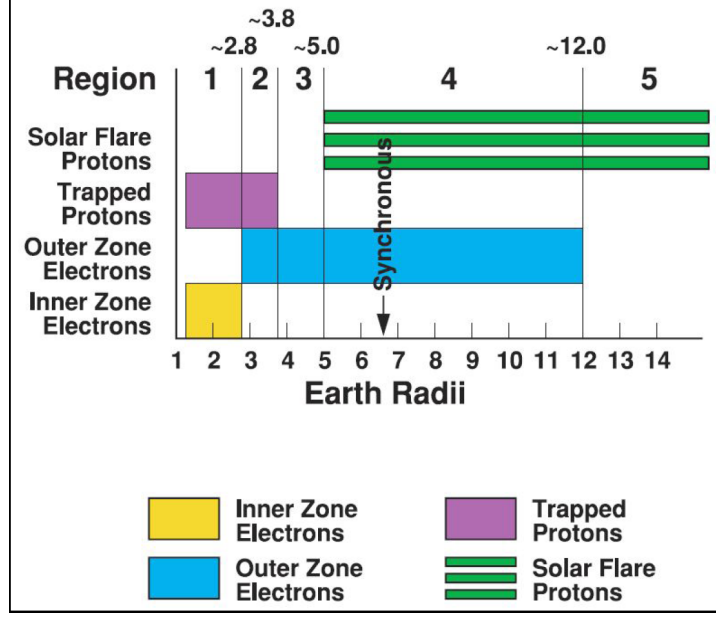 ~3.8
~2.8 ~5.0 ~12.0
Region 1 2 3 4 5
Solar Flare
Protons
Trapped
Protons
Outer Zone
Electrons
Inner Zone
Electrons
Synchronous
1 2 3 4 5 6 7 8 9 10 11 12 13 14
Earth Radii
Inner Zone
Electrons
Trapped
Protons
Outer Zone
Electrons
Solar Flare
Protons